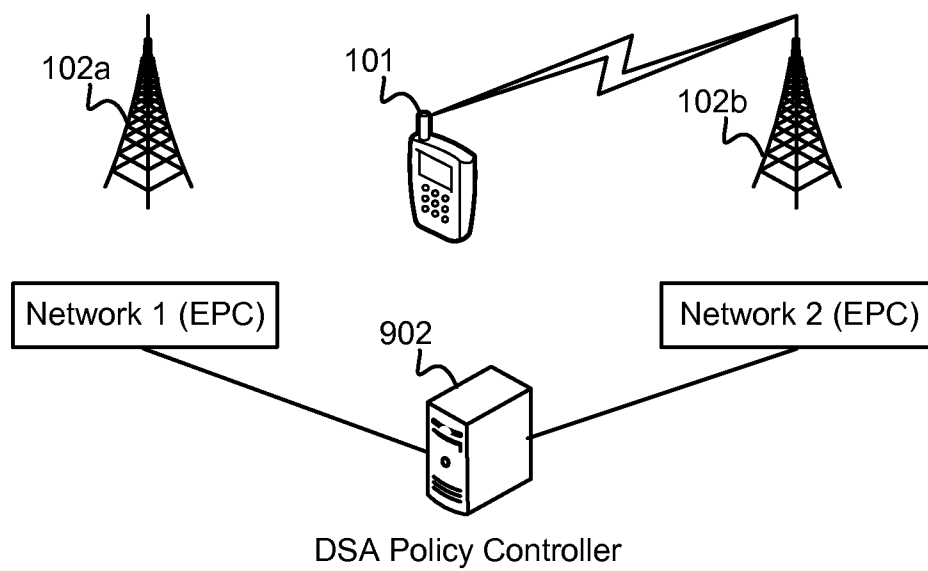 102a
101
102b
Network 1 (EPC)
Network 2 (EPC)
902
DSA Policy Controller